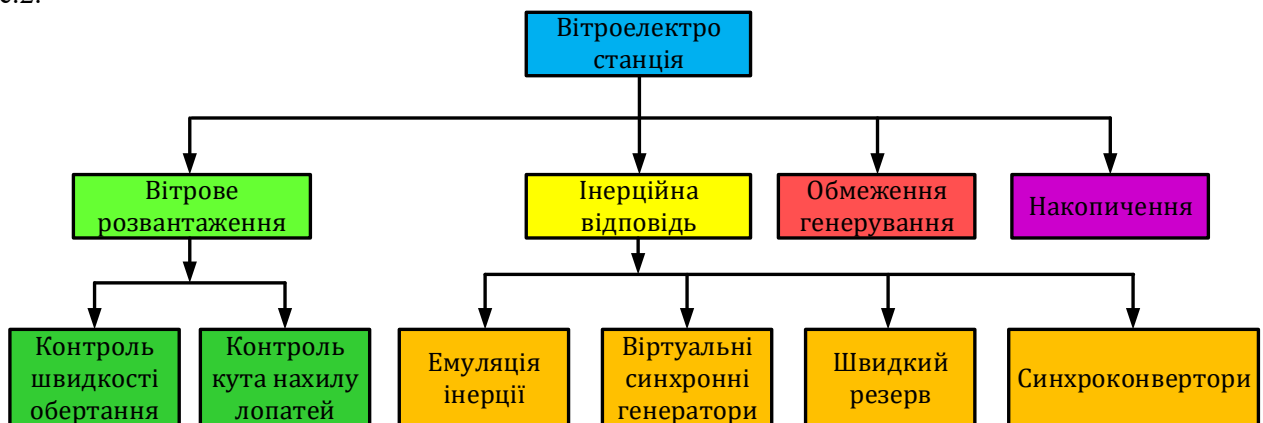 Вітроелектро
станція
Вітрове
розвантаження
Інерційна
відповідь
Обмеження
генерування
Накопичення
Контроль
швидкості
обертання
Контроль
кута нахилу
лопатей
Емуляція
інерції
Віртуальні
синхронні
генератори
Швидкий
резерв
Синхроконвертори